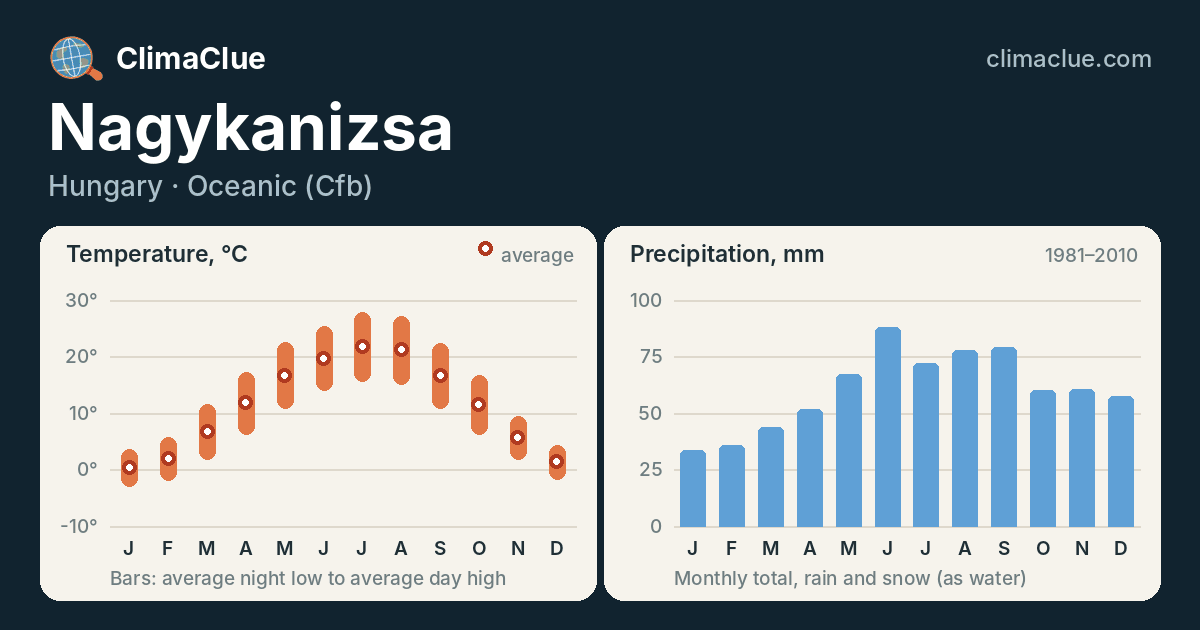 ClimaClue
climaclue.com
Nagykanizsa
Hungary · Oceanic (Cfb)
Temperature, °C
average
30°
20°
10°
0°
-10°
J F M A M J J A S O N D
Bars: average night low to average day high
Precipitation, mm
1981–2010
100
75
50
25
0
J F M A M J J A S O N D
Monthly total, rain and snow (as water)